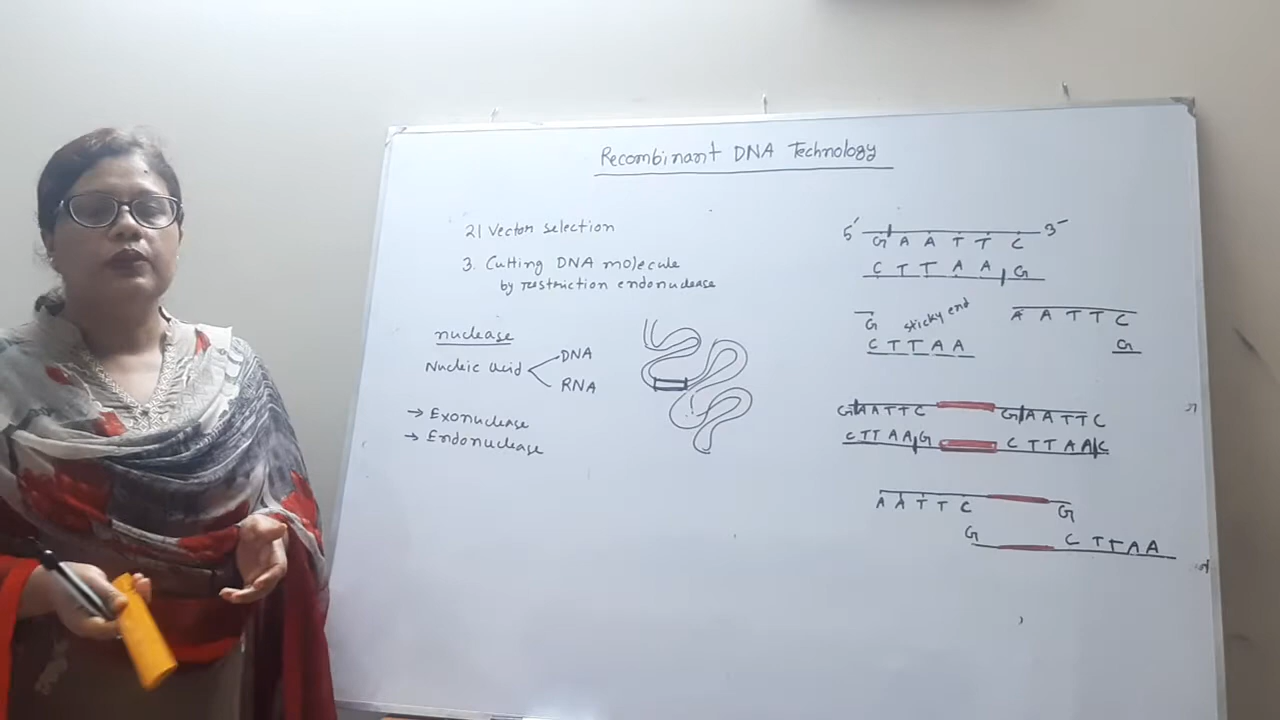 Recombinant DNA Technology
2) Vector selection
3. Cutting DNA molecule
by restriction endonuclease
nuclease
Nucleic acid
DNA
RNA
→ Exonuclease
→ Endonuclease
5' G A A T T C 3'
C T T A A G
G sticky end A A T T C
C T T A A G
G A A T T C G A A T T C
C T T A A G C T T A A C
A A T T C G
G C T T A A